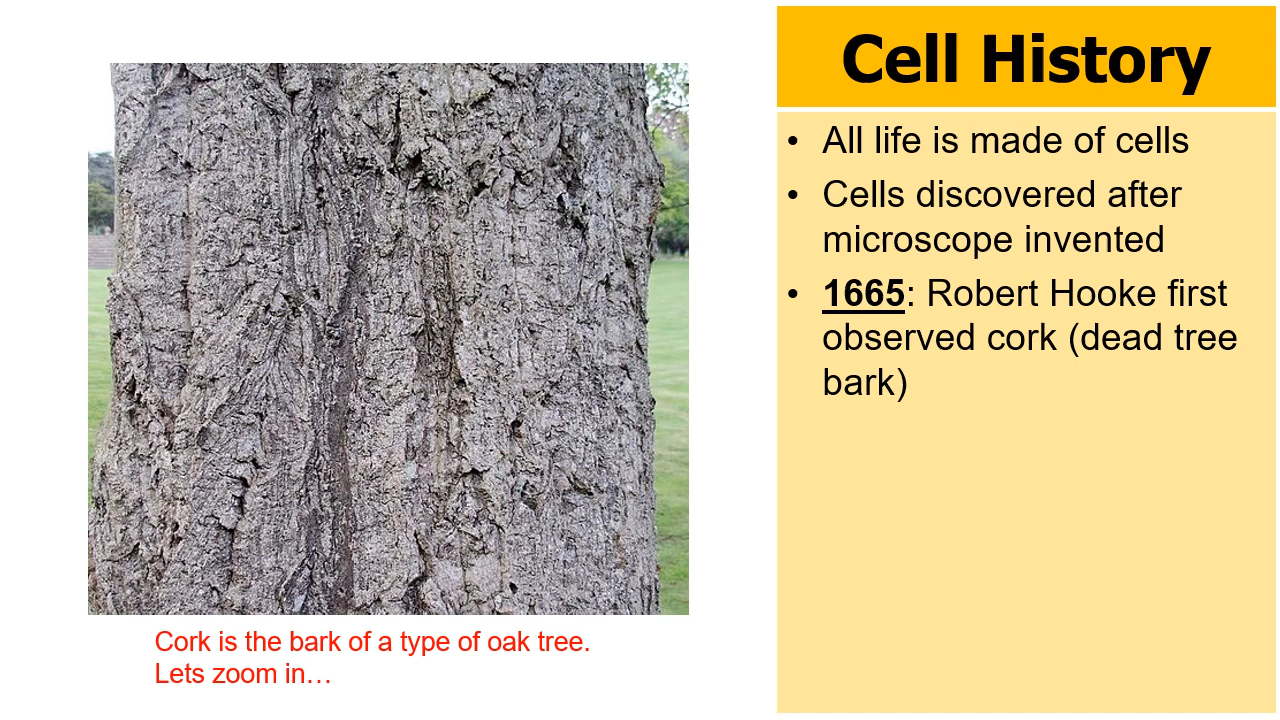 Cell History
• All life is made of cells
• Cells discovered after
microscope invented
• 1665: Robert Hooke first
observed cork (dead tree
bark)
Cork is the bark of a type of oak tree.
Lets zoom in…